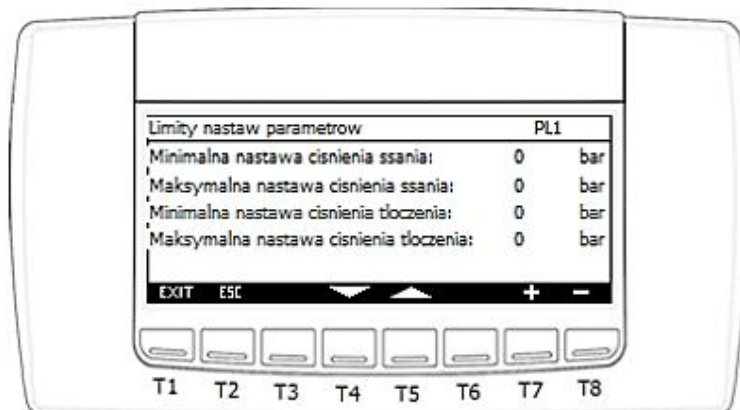 Limity nastaw parametrow PL1
Minimalna nastawa cisnienia ssania: 0 bar
Maksymalna nastawa cisnienia ssania: 0 bar
Minimalna nastawa cisnienia tloczenia: 0 bar
Maksymalna nastawa cisnienia tloczenia: 0 bar
EXIT ESC + −
T1 T2 T3 T4 T5 T6 T7 T8